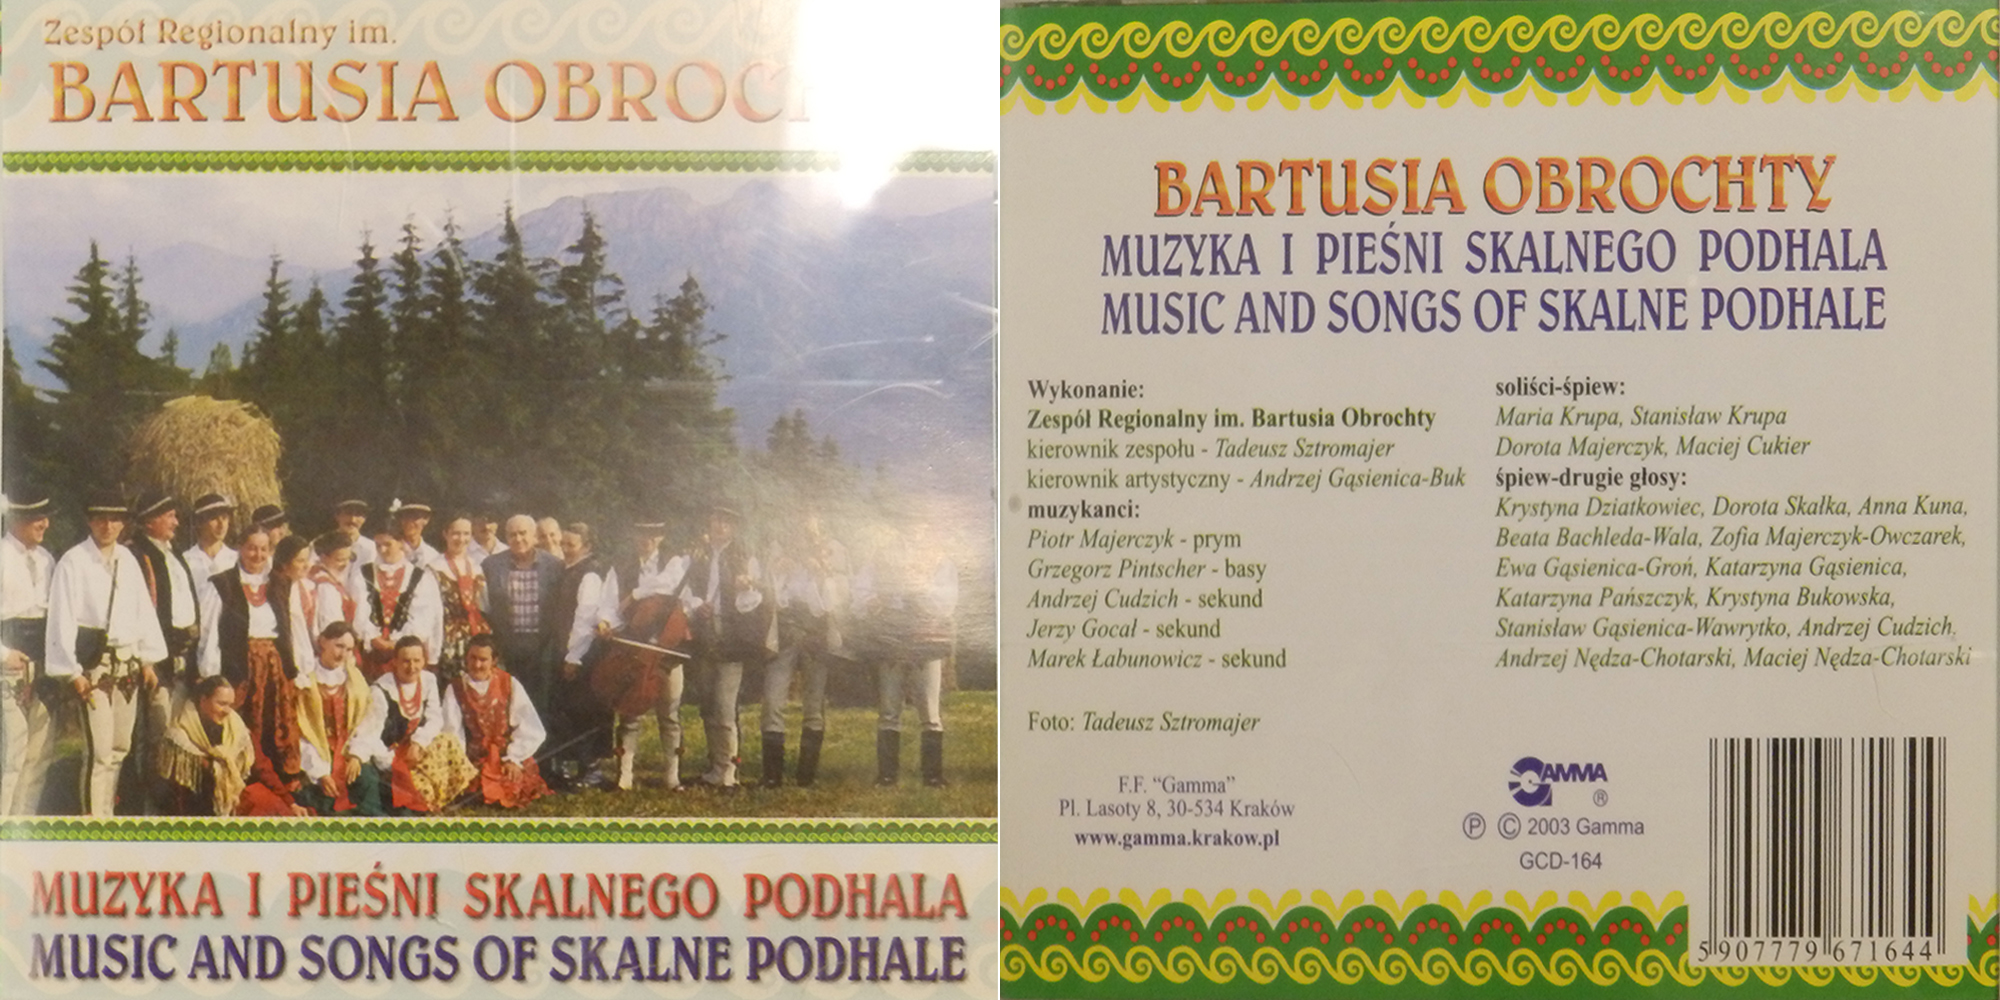 Zespół Regionalny im.
BARTUSIA
MUZYKA I PIEŚNI SKALNEGO PODHALA
MUSIC AND SONGS OF SKALNE PODHALE
BARTUSIA OBROCHTY
MUZYKA I PIEŚNI SKALNEGO PODHALA
MUSIC AND SONGS OF SKALNE PODHALE
Wykonanie:
Zespół Regionalny im. Bartusia Obrochty
kierownik zespołu - Tadeusz Sztromajer
kierownik artystyczny - Andrzej Gąsienica-Buk
muzykanci:
Piotr Majerczyk - prym
Grzegorz Pintscher - basy
Andrzej Cudzich - sekund
Jerzy Gocał - sekund
Marek Łabunowicz - sekund
Foto: Tadeusz Sztromajer
soliści-śpiew:
Maria Krupa, Stanisław Krupa
Dorota Majerczyk, Maciej Cukier
śpiew-drugie głosy:
Krystyna Dziatkowiec, Dorota Skałka, Anna Kuna,
Beata Bachleda-Wala, Zofia Majerczyk-Owczarek,
Ewa Gąsienica-Groń, Katarzyna Gąsienica,
Katarzyna Pańszczyk, Krystyna Bukowska,
Stanisław Gąsienica-Wawrytko, Andrzej Cudzich.
Andrzej Nędza-Chotarski, Maciej Nędza-Chotarski
F.F. “Gamma”
Pl. Lasoty 8, 30-534 Kraków
www.gamma.krakow.pl
GAMMA ®
Ⓟ © 2003 Gamma
GCD-164
5 907779 671644